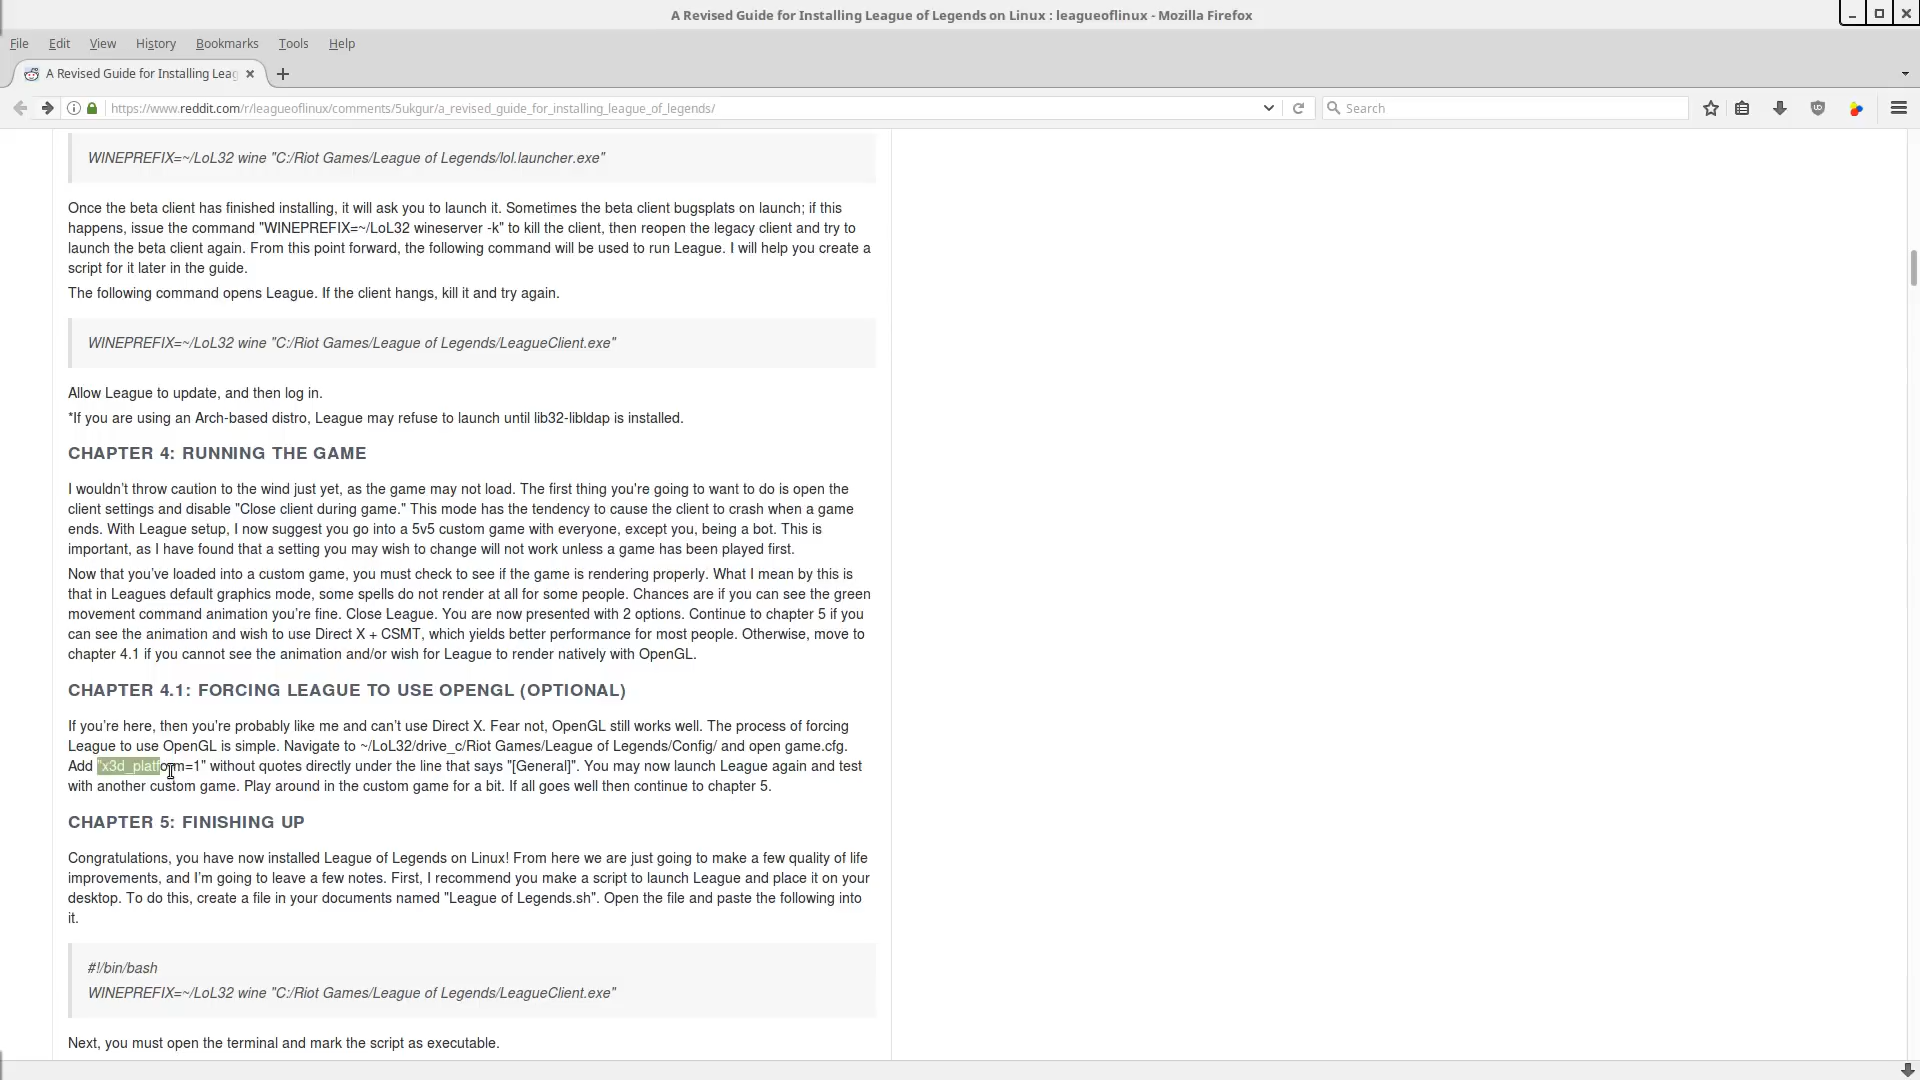 A Revised Guide for Installing League of Legends on Linux : leagueoflinux - Mozilla Firefox
File Edit View History Bookmarks Tools Help
A Revised Guide for Installing Leag
https://www.reddit.com/r/leagueoflinux/comments/5ukgur/a_revised_guide_for_installing_league_of_legends/
Search
WINEPREFIX=~/LoL32 wine "C:/Riot Games/League of Legends/lol.launcher.exe"
Once the beta client has finished installing, it will ask you to launch it. Sometimes the beta client bugsplats on launch; if this
happens, issue the command "WINEPREFIX=~/LoL32 wineserver -k" to kill the client, then reopen the legacy client and try to
launch the beta client again. From this point forward, the following command will be used to run League. I will help you create a
script for it later in the guide.
The following command opens League. If the client hangs, kill it and try again.
WINEPREFIX=~/LoL32 wine "C:/Riot Games/League of Legends/LeagueClient.exe"
Allow League to update, and then log in.
*If you are using an Arch-based distro, League may refuse to launch until lib32-libldap is installed.
CHAPTER 4: RUNNING THE GAME
I wouldn't throw caution to the wind just yet, as the game may not load. The first thing you're going to want to do is open the
client settings and disable "Close client during game." This mode has the tendency to cause the client to crash when a game
ends. With League setup, I now suggest you go into a 5v5 custom game with everyone, except you, being a bot. This is
important, as I have found that a setting you may wish to change will not work unless a game has been played first.
Now that you've loaded into a custom game, you must check to see if the game is rendering properly. What I mean by this is
that in Leagues default graphics mode, some spells do not render at all for some people. Chances are if you can see the green
movement command animation you're fine. Close League. You are now presented with 2 options. Continue to chapter 5 if you
can see the animation and wish to use Direct X + CSMT, which yields better performance for most people. Otherwise, move to
chapter 4.1 if you cannot see the animation and/or wish for League to render natively with OpenGL.
CHAPTER 4.1: FORCING LEAGUE TO USE OPENGL (OPTIONAL)
If you're here, then you're probably like me and can't use Direct X. Fear not, OpenGL still works well. The process of forcing
League to use OpenGL is simple. Navigate to ~/LoL32/drive_c/Riot Games/League of Legends/Config/ and open game.cfg.
Add "x3d_platform=1" without quotes directly under the line that says "[General]". You may now launch League again and test
with another custom game. Play around in the custom game for a bit. If all goes well then continue to chapter 5.
CHAPTER 5: FINISHING UP
Congratulations, you have now installed League of Legends on Linux! From here we are just going to make a few quality of life
improvements, and I'm going to leave a few notes. First, I recommend you make a script to launch League and place it on your
desktop. To do this, create a file in your documents named "League of Legends.sh". Open the file and paste the following into
it.
#!/bin/bash
WINEPREFIX=~/LoL32 wine "C:/Riot Games/League of Legends/LeagueClient.exe"
Next, you must open the terminal and mark the script as executable.